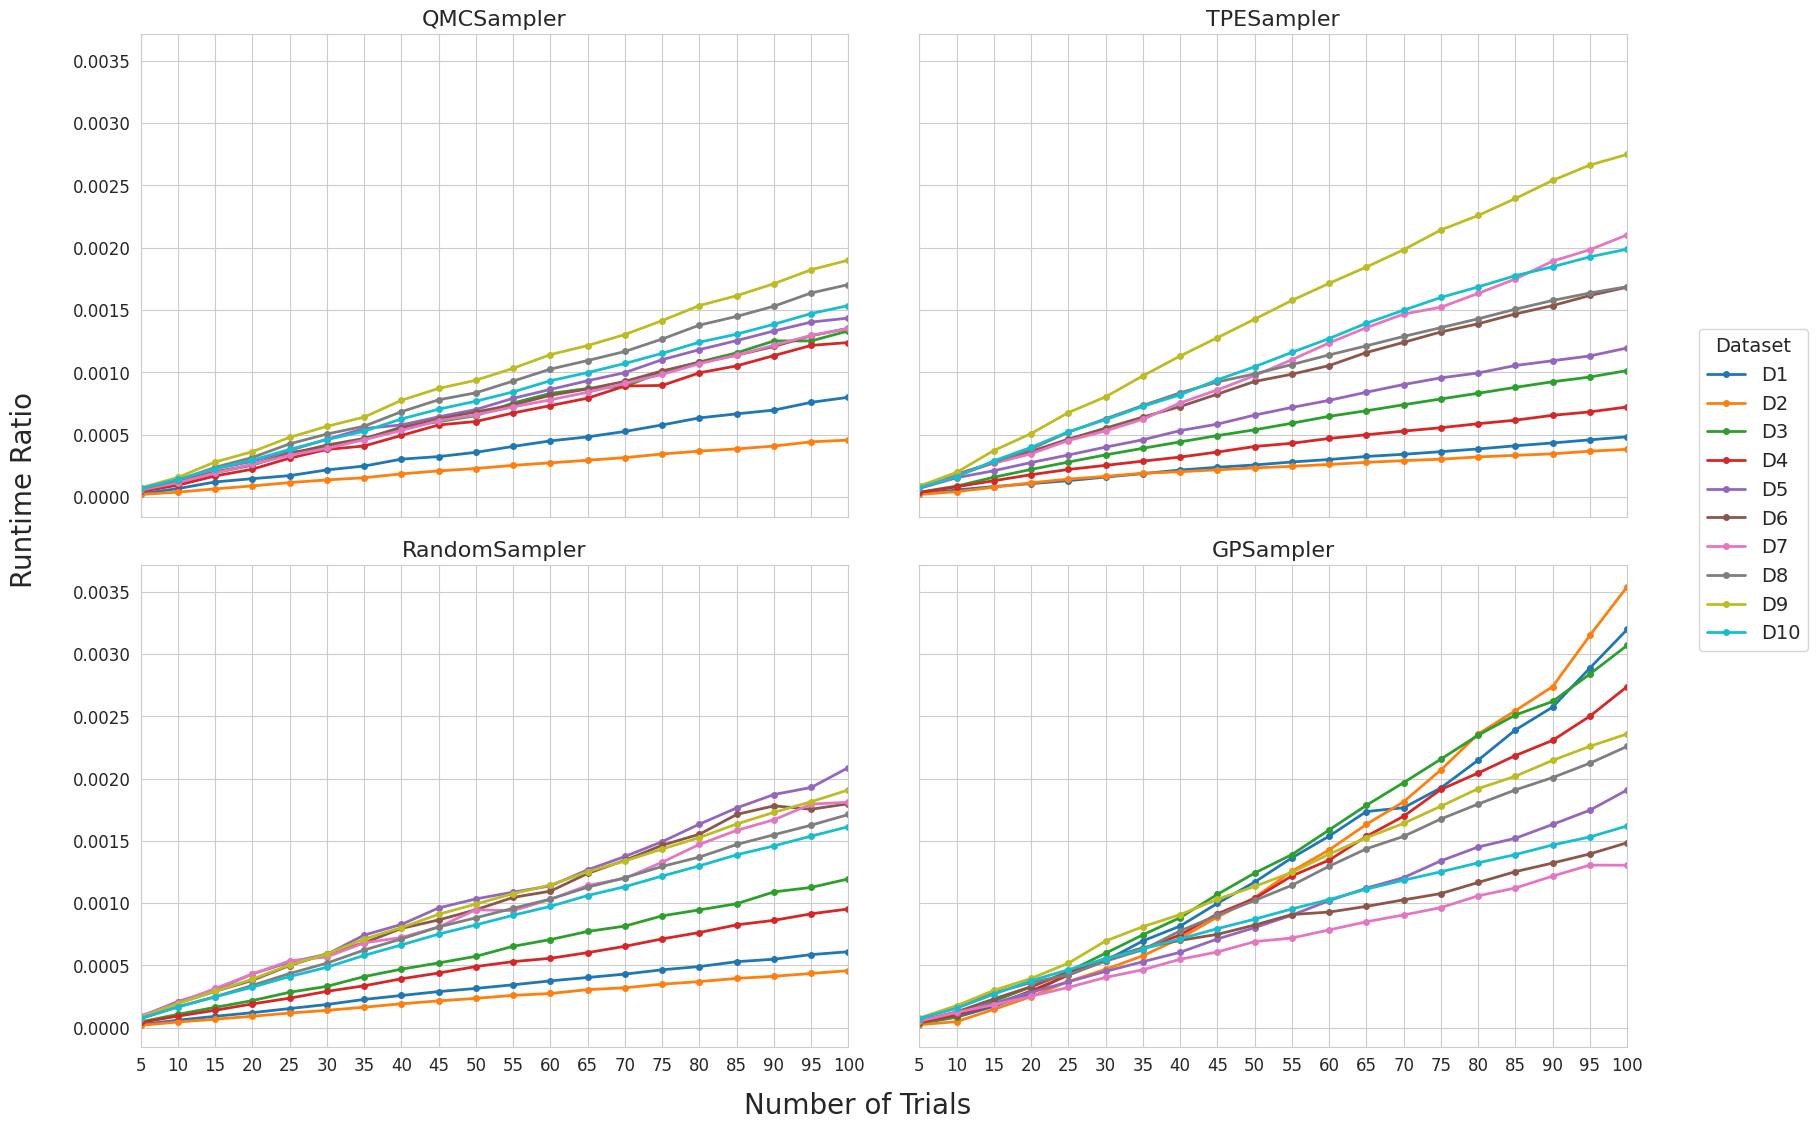 QMCSampler
TPESampler
0.0035
0.0030
0.0025
0.0020
0.0015
0.0010
0.0005
0.0000
Runtime Ratio
RandomSampler
GPSampler
0.0035
0.0030
0.0025
0.0020
0.0015
0.0010
0.0005
0.0000
5 10 15 20 25 30 35 40 45 50 55 60 65 70 75 80 85 90 95 100
5 10 15 20 25 30 35 40 45 50 55 60 65 70 75 80 85 90 95 100
Number of Trials
Dataset
D1
D2
D3
D4
D5
D6
D7
D8
D9
D10